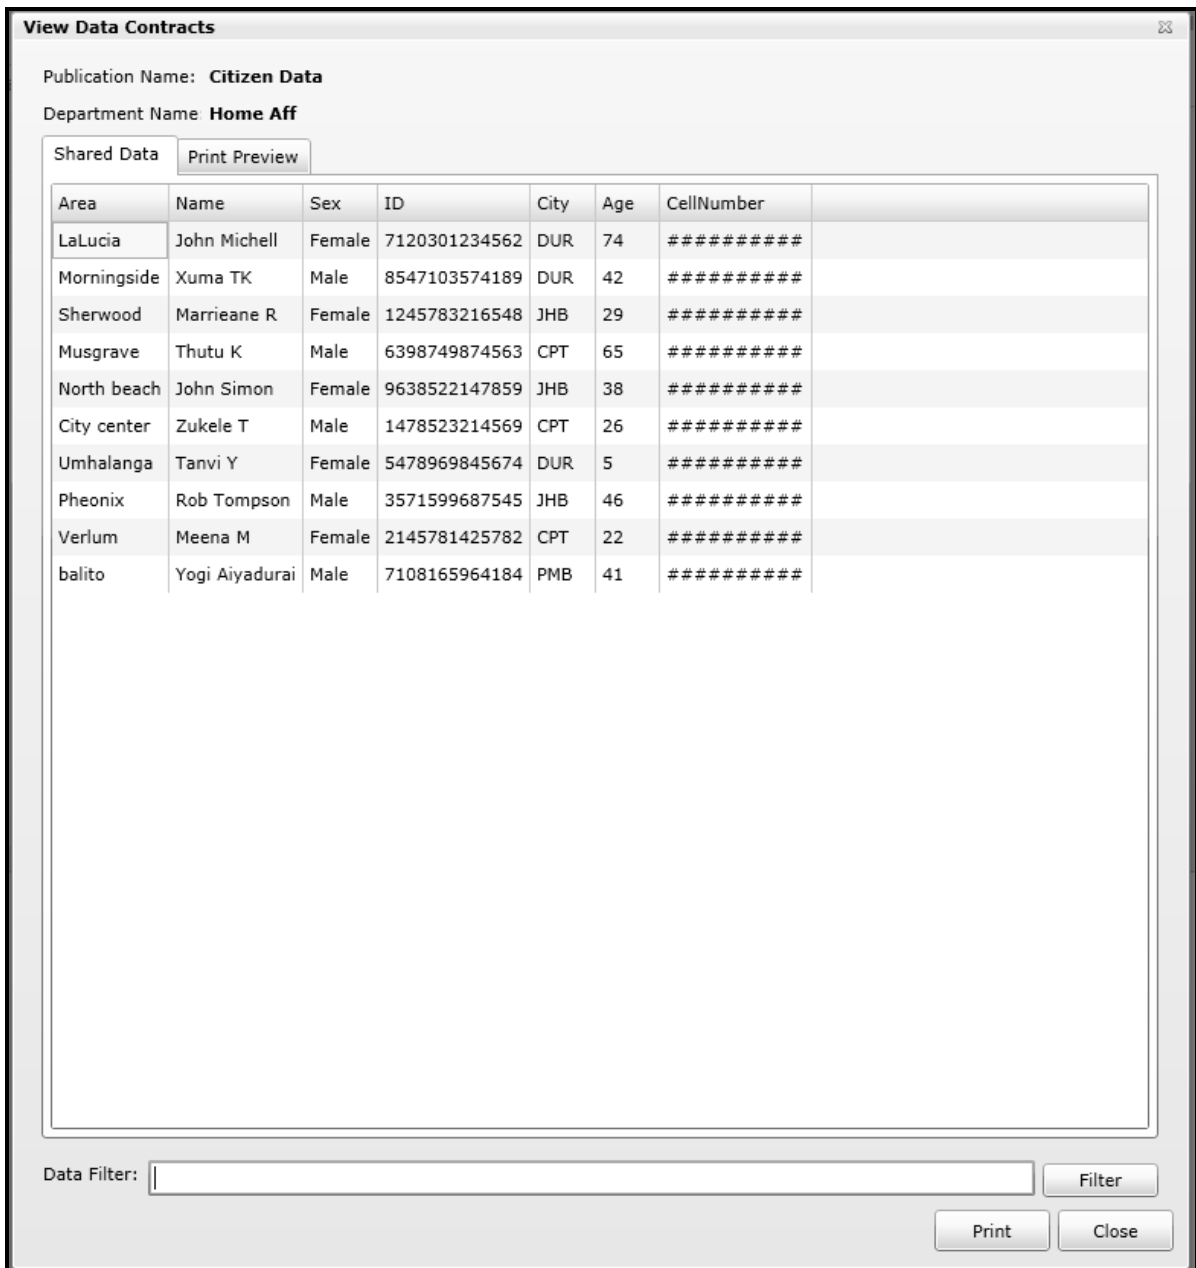 View Data Contracts
Publication Name: Citizen Data
Department Name: Home Aff
Shared Data Print Preview
Area Name Sex ID City Age CellNumber
LaLucia John Michell Female 7120301234562 DUR 74 ##########
Morningside Xuma TK Male 8547103574189 DUR 42 ##########
Sherwood Marrieane R Female 1245783216548 JHB 29 ##########
Musgrave Thutu K Male 6398749874563 CPT 65 ##########
North beach John Simon Female 9638522147859 JHB 38 ##########
City center Zukele T Male 1478523214569 CPT 26 ##########
Umhalanga Tanvi Y Female 5478969845674 DUR 5 ##########
Pheonix Rob Tompson Male 3571599687545 JHB 46 ##########
Verlum Meena M Female 2145781425782 CPT 22 ##########
balito Yogi Aiyadurai Male 7108165964184 PMB 41 ##########
Data Filter: Filter
Print Close